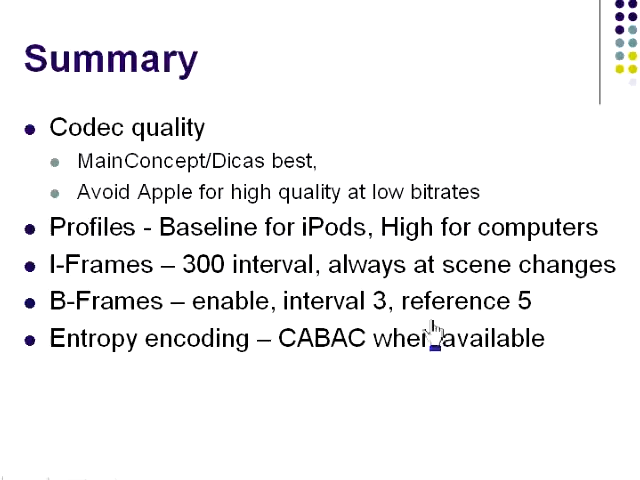 Summary
Codec quality
MainConcept/Dicas best,
Avoid Apple for high quality at low bitrates
Profiles - Baseline for iPods, High for computers
I-Frames – 300 interval, always at scene changes
B-Frames – enable, interval 3, reference 5
Entropy encoding – CABAC when available